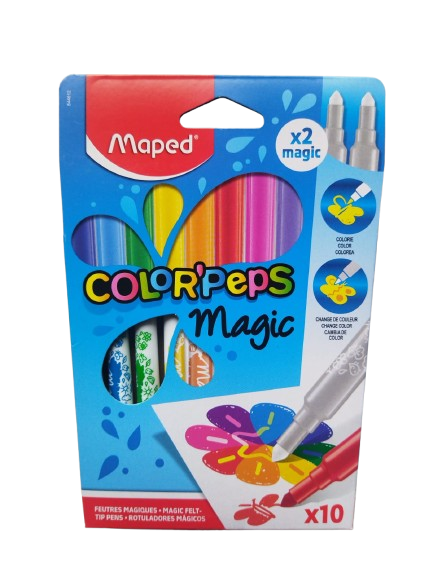 Maped®
x2
magic
COLORIE
COLOR
COLOREA
COLOR'PEPS
Magic
CHANGE DE COULEUR
CHANGE COLOR
CAMBIA DE
COLOR
FEUTRES MAGIQUES • MAGIC FELT-
TIP PENS • ROTULADORES MÁGICOS
x10